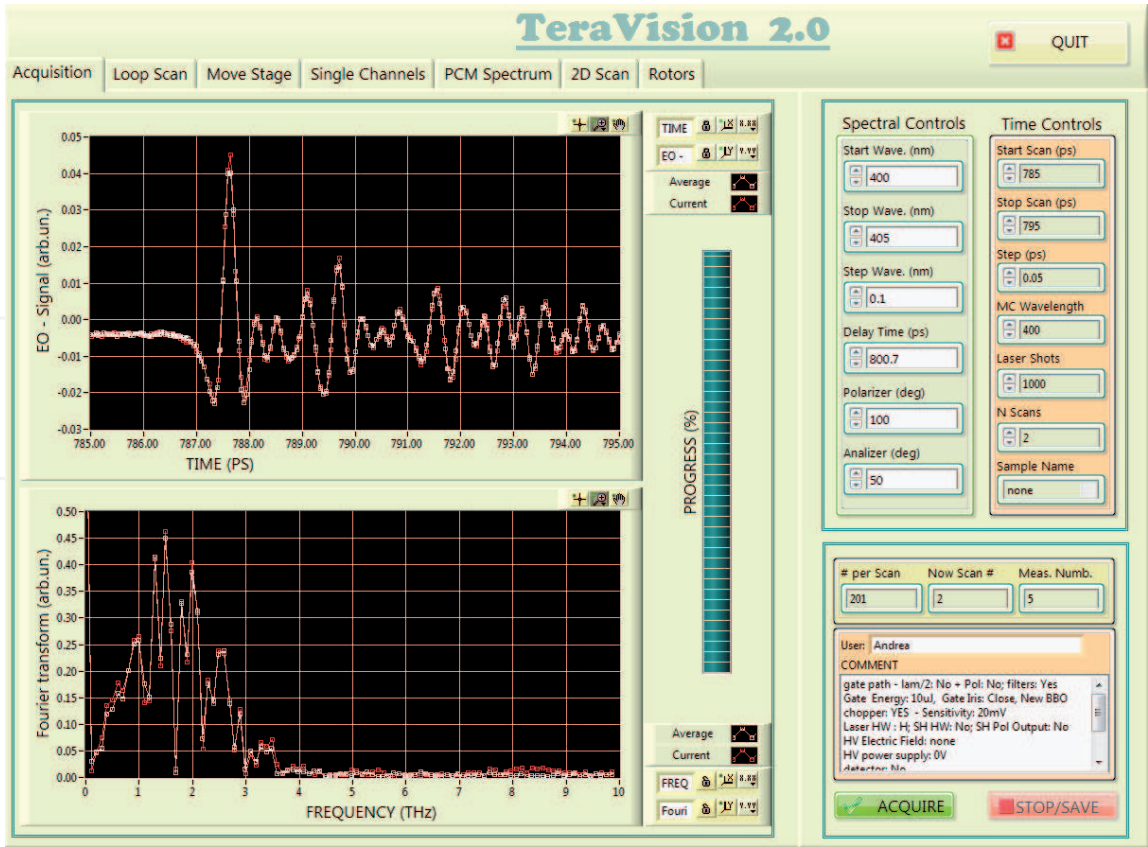 TeraVision 2.0
QUIT
Acquisition
Loop Scan
Move Stage
Single Channels
PCM Spectrum
2D Scan
Rotors
0.05
0.04
0.03
0.02
0.01
0.00
-0.01
-0.02
-0.03
EO - Signal (arb.un.)
785.00 786.00 787.00 788.00 789.00 790.00 791.00 792.00 793.00 794.00 795.00
TIME (PS)
TIME
EO -
Average
Current
PROGRESS (%)
0.50
0.45
0.40
0.35
0.30
0.25
0.20
0.15
0.10
0.05
0.00
Fourier transform (arb.un.)
0 1 2 3 4 5 6 7 8 9 10
FREQUENCY (THz)
Average
Current
FREQ
Fouri
Spectral Controls
Start Wave. (nm)
400
Stop Wave. (nm)
405
Step Wave. (nm)
0.1
Delay Time (ps)
800.7
Polarizer (deg)
100
Analizer (deg)
50
Time Controls
Start Scan (ps)
785
Stop Scan (ps)
795
Step (ps)
0.05
MC Wavelength
400
Laser Shots
1000
N Scans
2
Sample Name
none
# per Scan
201
Now Scan #
2
Meas. Numb.
5
User: Andrea
COMMENT
gate path - lam/2: No + Pol: No; filters: Yes
Gate Energy: 10uJ, Gate Iris: Close, New BBO
chopper: YES - Sensitivity: 20mV
Laser HW : H; SH HW: No; SH Pol Output: No
HV Electric Field: none
HV power supply: 0V
detector: No
ACQUIRE
STOP/SAVE